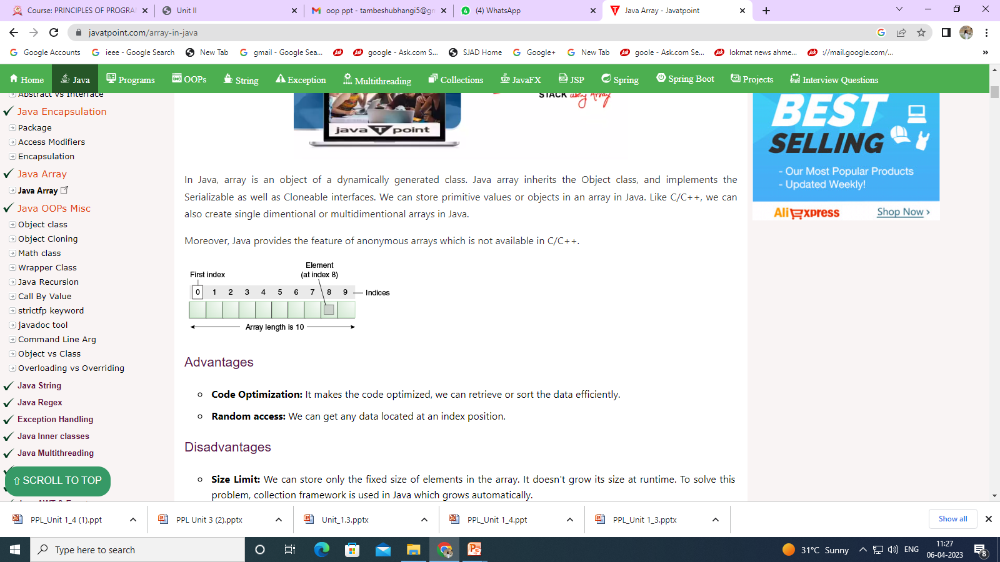 Course: PRINCIPLES OF PROGRA
Unit II
oop ppt - tambeshubhangi5@gm
(4) WhatsApp
Java Array - Javatpoint
javatpoint.com/array-in-java
Google Accounts
ieee - Google Search
New Tab
gmail - Google Sea...
Ask
Ask google - Ask.com S...
SJAD Home
Google+
New Tab
Ask goole - Ask.com Se...
Ask lokmat news ahme...
Ask ://mail.google.com/...
»
Home
Java
Programs
OOPs
String
Exception
Multithreading
Collections
JavaFX
JSP
Spring
Spring Boot
Projects
Interview Questions
Abstract vs Interface
Java Encapsulation
Package
Access Modifiers
Encapsulation
Java Array
Java Array
Java OOPs Misc
Object class
Object Cloning
Math class
Wrapper Class
Java Recursion
Call By Value
strictfp keyword
javadoc tool
Command Line Arg
Object vs Class
Overloading vs Overriding
Java String
Java Regex
Exception Handling
Java Inner classes
Java Multithreading
⇧ SCROLL TO TOP
java T point
STACK using Array
In Java, array is an object of a dynamically generated class. Java array inherits the Object class, and implements the
Serializable as well as Cloneable interfaces. We can store primitive values or objects in an array in Java. Like C/C++, we can
also create single dimentional or multidimentional arrays in Java.
Moreover, Java provides the feature of anonymous arrays which is not available in C/C++.
Element
First index (at index 8)
0 1 2 3 4 5 6 7 8 9 Indices
Array length is 10
Advantages
Code Optimization: It makes the code optimized, we can retrieve or sort the data efficiently.
Random access: We can get any data located at an index position.
Disadvantages
Size Limit: We can store only the fixed size of elements in the array. It doesn't grow its size at runtime. To solve this
problem, collection framework is used in Java which grows automatically.
BEST
SELLING
- Our Most Popular Products
- Updated Weekly!
AliExpress
Shop Now ›
PPL_Unit 1_4 (1).ppt
PPL Unit 3 (2).pptx
Unit_1.3.pptx
PPL_Unit 1_4.ppt
PPL_Unit 1_3.pptx
Show all
Type here to search
31°C Sunny
ENG
11:27
06-04-2023
8